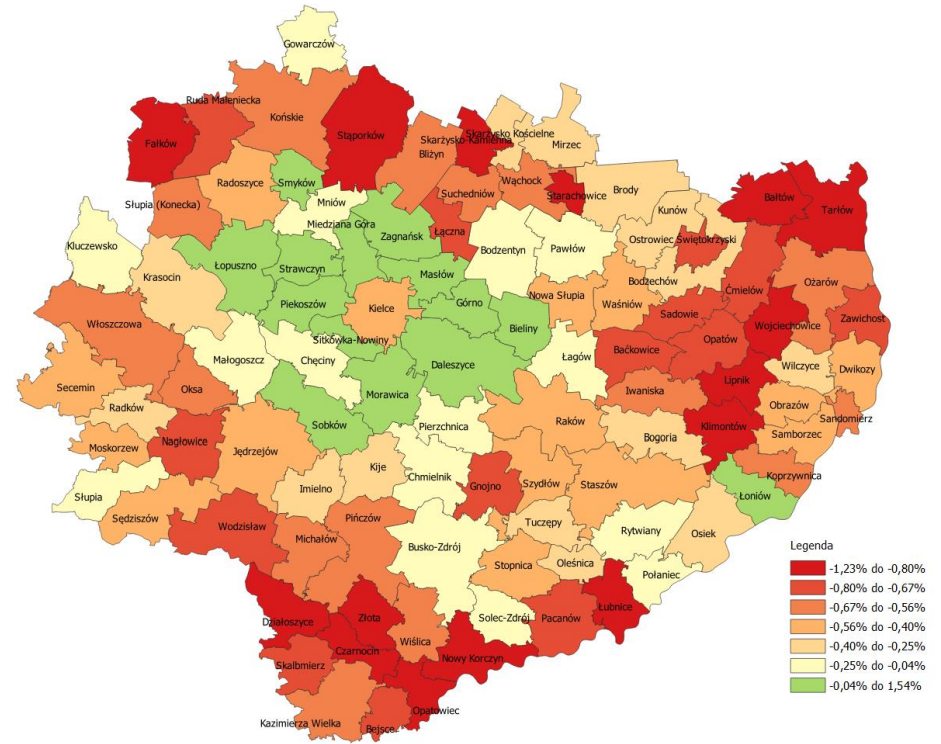 Gowarczów
Ruda Maleniecka
Końskie
Fałków
Stąporków
Skarżysko Kościelne
Skarżysko-Kamienna
Mirzec
Bliżyn
Radoszyce
Smyków
Suchedniów
Wąchock
Starachowice
Brody
Bałtów
Tarłów
Słupia (Konecka)
Mniów
Miedziana Góra
Zagnańsk
Łączna
Kunów
Kluczewsko
Bodzentyn
Pawłów
Ostrowiec Świętokrzyski
Krasocin
Łopuszno
Strawczyn
Masłów
Bodzechów
Ćmielów
Ożarów
Piekoszów
Kielce
Górno
Nowa Słupia
Waśniów
Sadowie
Wojciechowice
Zawichost
Włoszczowa
Sitkówka-Nowiny
Bieliny
Opatów
Małogoszcz
Chęciny
Daleszyce
Łagów
Baćkowice
Wilczyce
Dwikozy
Secemin
Oksa
Morawica
Iwaniska
Lipnik
Radków
Obrazów
Sandomierz
Sobków
Pierzchnica
Raków
Klimontów
Samborzec
Moskorzew
Nagłowice
Jędrzejów
Bogoria
Kije
Chmielnik
Koprzywnica
Słupia
Imielno
Gnojno
Szydłów
Staszów
Łoniów
Sędziszów
Wodzisław
Pińczów
Tuczępy
Rytwiany
Osiek
Michałów
Busko-Zdrój
Stopnica
Oleśnica
Połaniec
Działoszyce
Złota
Solec-Zdrój
Pacanów
Łubnice
Wiślica
Czarnocin
Nowy Korczyn
Skalbmierz
Opatowiec
Kazimierza Wielka
Bejsce
Legenda
-1,23% do -0,80%
-0,80% do -0,67%
-0,67% do -0,56%
-0,56% do -0,40%
-0,40% do -0,25%
-0,25% do -0,04%
-0,04% do 1,54%